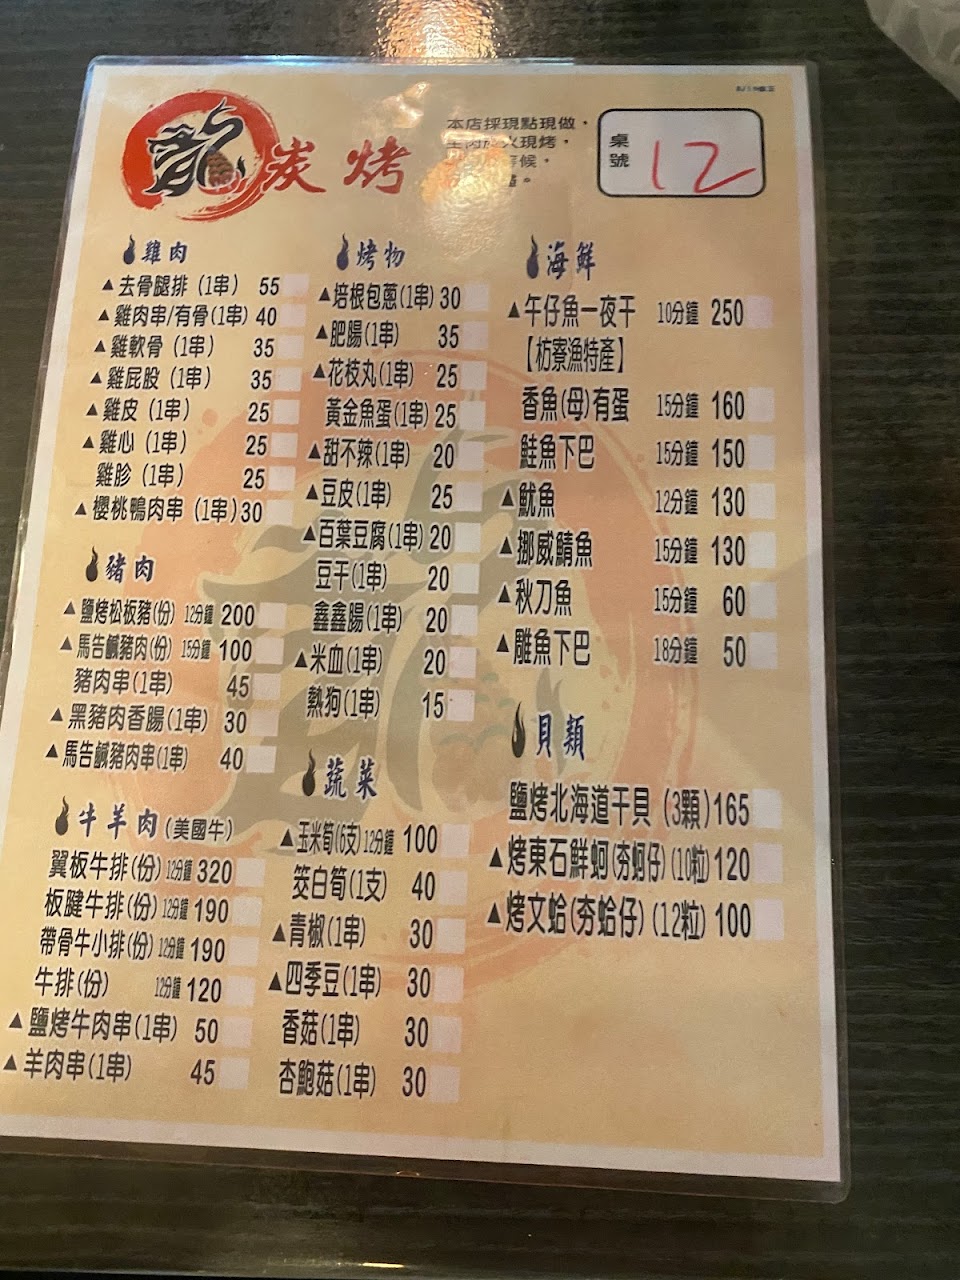 龍 炭烤
本店採現點現做，
火現烤，
候，
。
桌號 12
雞肉
▲去骨腿排 (1串) 55
▲雞肉串/有骨(1串) 40
▲雞軟骨 (1串) 35
▲雞屁股 (1串) 35
▲雞皮 (1串) 25
▲雞心 (1串) 25
雞胗 (1串) 25
▲櫻桃鴨肉串 (1串) 30
豬肉
▲鹽烤松板豬(份) 12分鐘 200
▲馬告鹹豬肉(份) 15分鐘 100
豬肉串(1串) 45
▲黑豬肉香腸(1串) 30
▲馬告鹹豬肉串(1串) 40
牛羊肉(美國牛)
翼板牛排(份) 12分鐘 320
板腱牛排(份) 12分鐘 190
帶骨牛小排(份) 12分鐘 190
牛排(份) 12分鐘 120
▲鹽烤牛肉串(1串) 50
▲羊肉串(1串) 45
烤物
▲培根包蔥(1串) 30
▲肥腸(1串) 35
▲花枝丸(1串) 25
黃金魚蛋(1串) 25
▲甜不辣(1串) 20
▲豆皮(1串) 25
▲百葉豆腐(1串) 20
豆干(1串) 20
鑫鑫腸(1串) 20
▲米血(1串) 20
熱狗(1串) 15
蔬菜
▲玉米筍(6支) 12分鐘 100
筊白筍(1支) 40
▲青椒(1串) 30
▲四季豆(1串) 30
香菇(1串) 30
杏鮑菇(1串) 30
海鮮
▲午仔魚一夜干 10分鐘 250
【枋寮漁特產】
香魚(母)有蛋 15分鐘 160
鮭魚下巴 15分鐘 150
▲魷魚 12分鐘 130
▲挪威鯖魚 15分鐘 130
▲秋刀魚 15分鐘 60
▲鵰魚下巴 18分鐘 50
貝類
鹽烤北海道干貝 (3顆) 165
▲烤東石鮮蚵(夯蚵仔) (10粒) 120
▲烤文蛤(夯蛤仔) (12粒) 100